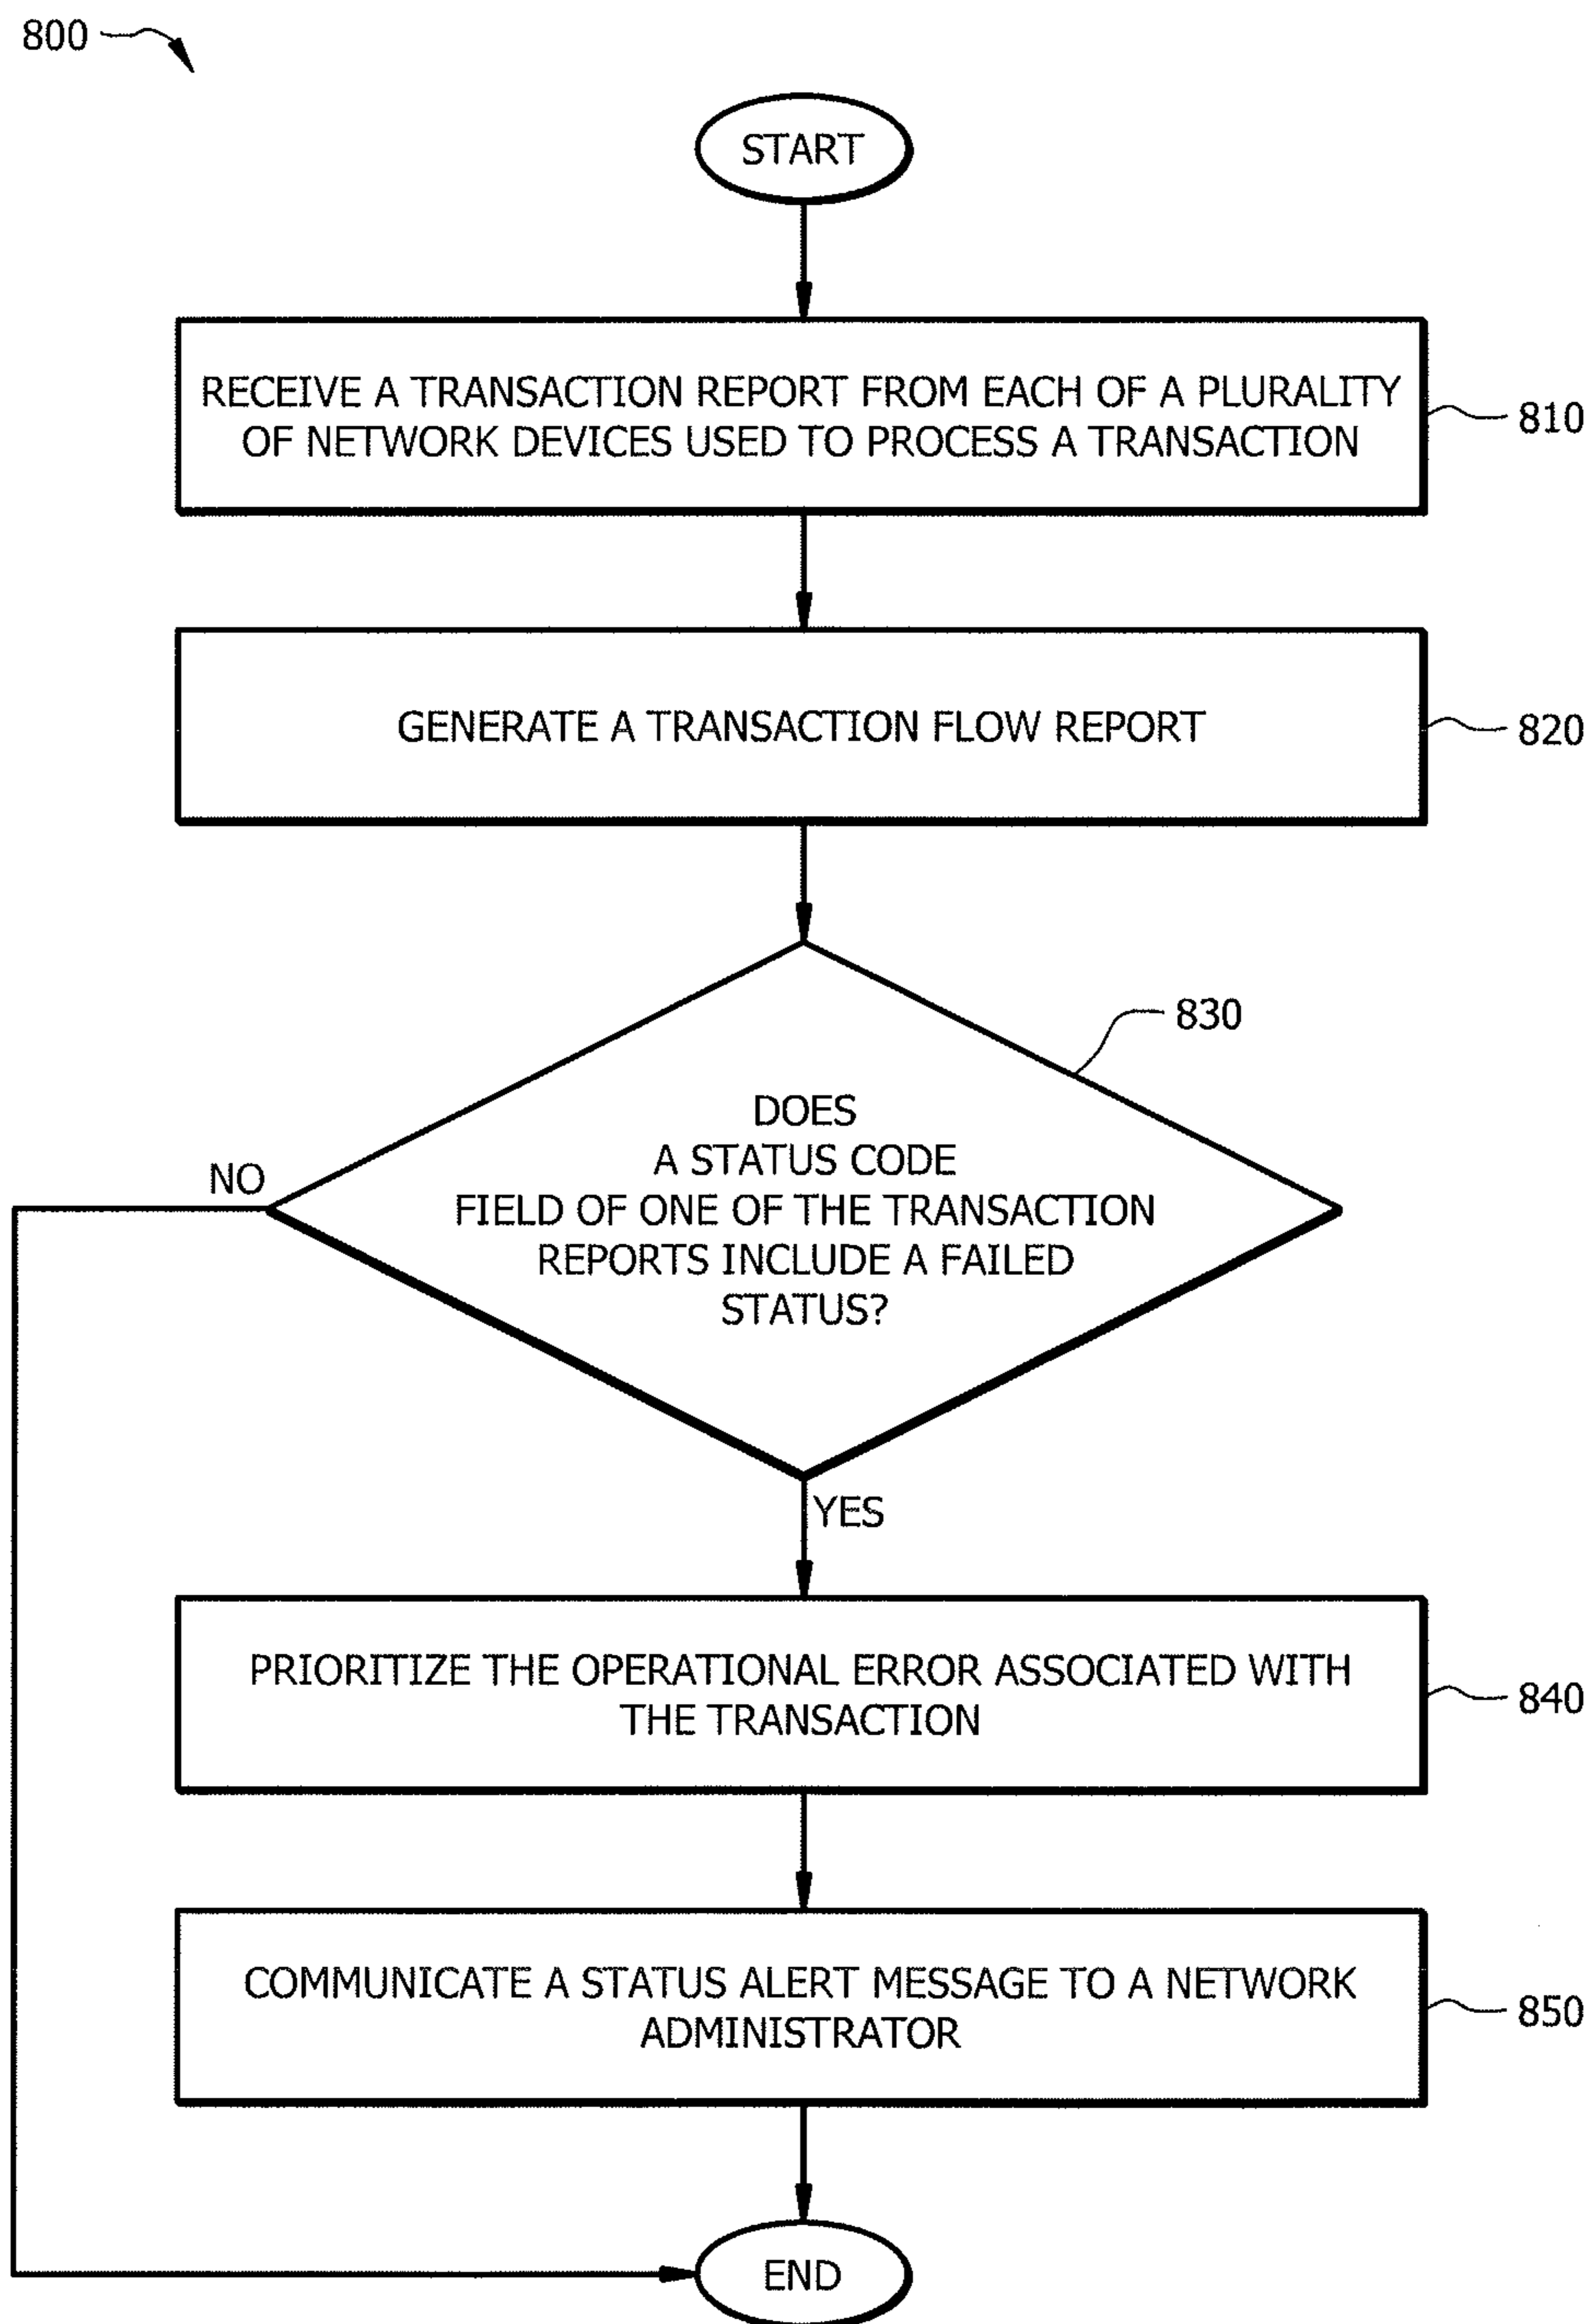 800
START
RECEIVE A TRANSACTION REPORT FROM EACH OF A PLURALITY
OF NETWORK DEVICES USED TO PROCESS A TRANSACTION
810
GENERATE A TRANSACTION FLOW REPORT
820
830
DOES
A STATUS CODE
FIELD OF ONE OF THE TRANSACTION
REPORTS INCLUDE A FAILED
STATUS?
NO
YES
PRIORITIZE THE OPERATIONAL ERROR ASSOCIATED WITH
THE TRANSACTION
840
COMMUNICATE A STATUS ALERT MESSAGE TO A NETWORK
ADMINISTRATOR
850
END